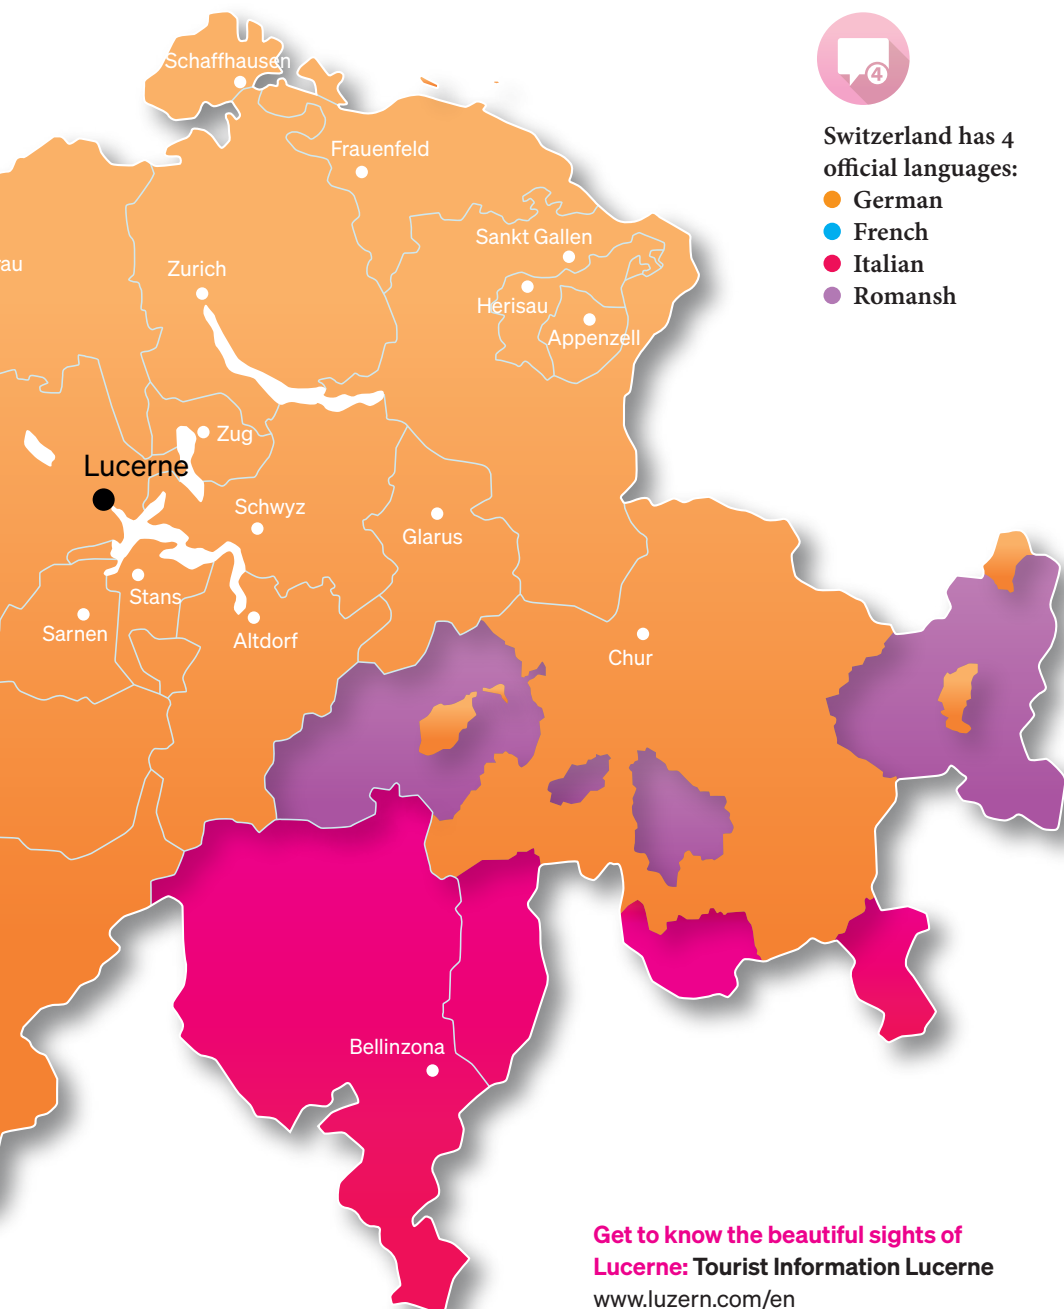 Schaffhausen
4
Switzerland has 4
official languages:
German
French
Italian
Romansh
Frauenfeld
Sankt Gallen
rau
Zurich
Herisau
Appenzell
Zug
Lucerne
Schwyz
Glarus
Stans
Sarnen
Altdorf
Chur
Bellinzona
Get to know the beautiful sights of
Lucerne: Tourist Information Lucerne
www.luzern.com/en